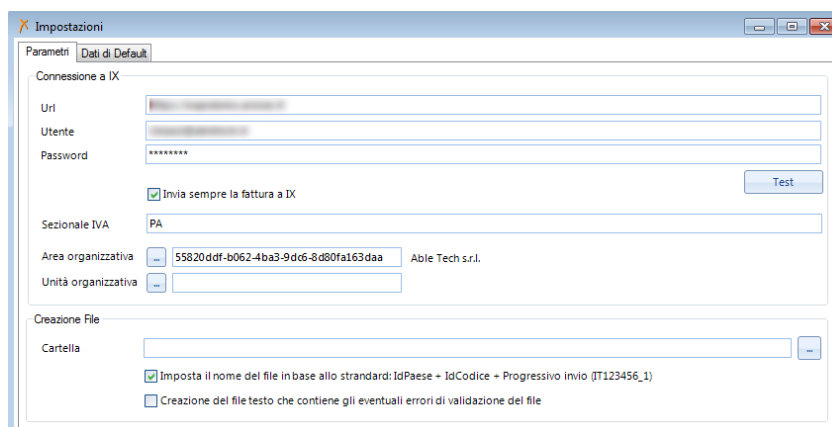 Impostazioni
Parametri Dati di Default
Connessione a IX
Url
Utente
Password ********
Test
Invia sempre la fattura a IX
Sezionale IVA PA
Area organizzativa ... 55820ddf-b062-4ba3-9dc6-8d80fa163daa Able Tech s.r.l.
Unità organizzativa ...
Creazione File
Cartella ...
Imposta il nome del file in base allo strandard: IdPaese + IdCodice + Progressivo invio (IT123456_1)
Creazione del file testo che contiene gli eventuali errori di validazione del file